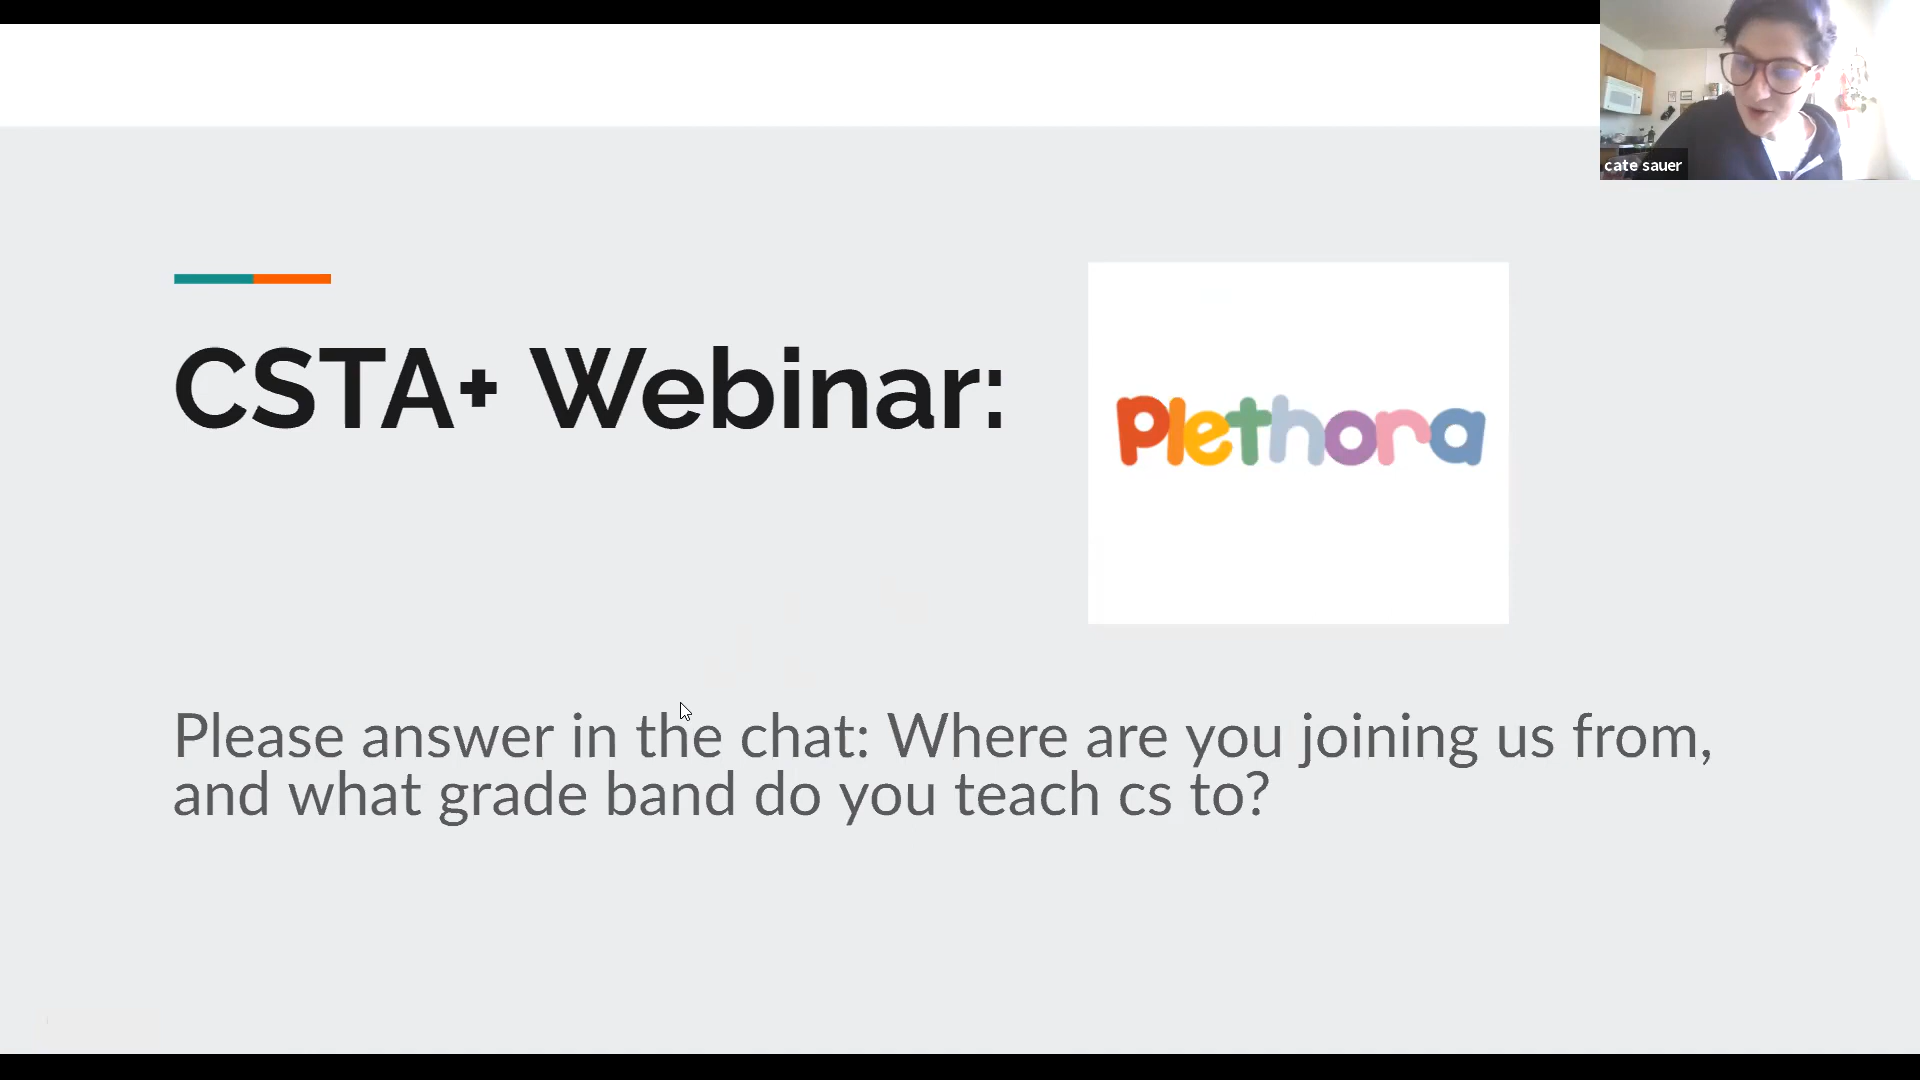 cate sauer
CSTA+ Webinar:
Plethora
Please answer in the chat: Where are you joining us from,
and what grade band do you teach cs to?